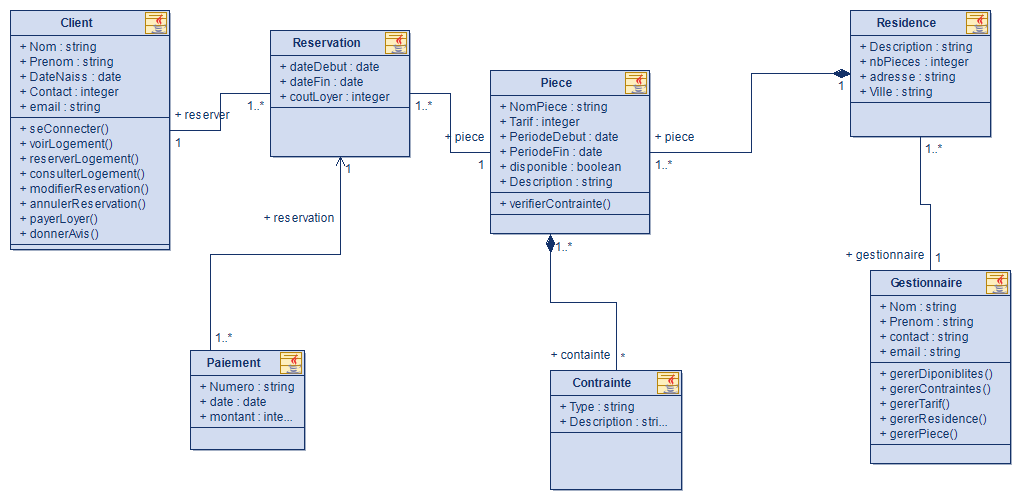 Client
+ Nom : string
+ Prenom : string
+ DateNaiss : date
+ Contact : integer
+ email : string
+ seConnecter()
+ voirLogement()
+ reserverLogement()
+ consulterLogement()
+ modifierReservation()
+ annulerReservation()
+ payerLoyer()
+ donnerAvis()
+ reserver
1
1..*
Reservation
+ dateDebut : date
+ dateFin : date
+ coutLoyer : integer
1..*
+ piece
1
1
+ reservation
1..*
Paiement
+ Numero : string
+ date : date
+ montant : inte...
Piece
+ NomPiece : string
+ Tarif : integer
+ PeriodeDebut : date
+ PeriodeFin : date
+ disponible : boolean
+ Description : string
+ verifierContrainte()
+ piece
1..*
1
1..*
+ containte
*
Contrainte
+ Type : string
+ Description : stri...
Residence
+ Description : string
+ nbPieces : integer
+ adresse : string
+ Ville : string
1..*
+ gestionnaire
1
Gestionnaire
+ Nom : string
+ Prenom : string
+ contact : string
+ email : string
+ gererDiponiblites()
+ gererContraintes()
+ gererTarif()
+ gererResidence()
+ gererPiece()